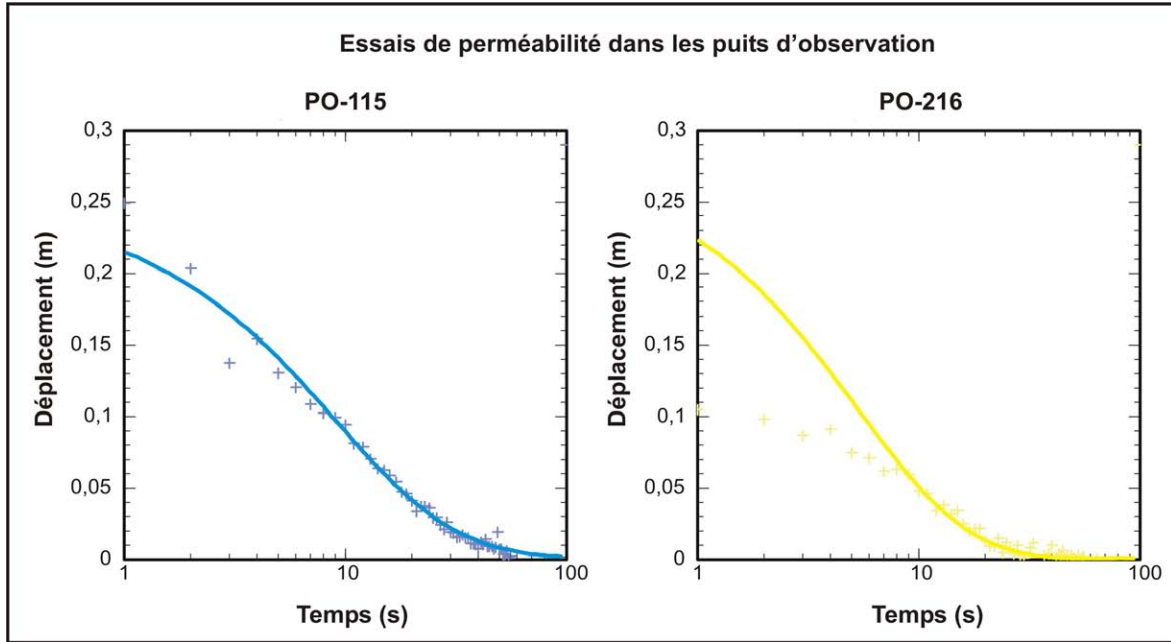 Essais de perméabilité dans les puits d'observation
PO-115
0,3
0,25
0,2
0,15
0,1
0,05
0
Déplacement (m)
1
10
100
Temps (s)
PO-216
0,3
0,25
0,2
0,15
0,1
0,05
0
Déplacement (m)
1
10
100
Temps (s)